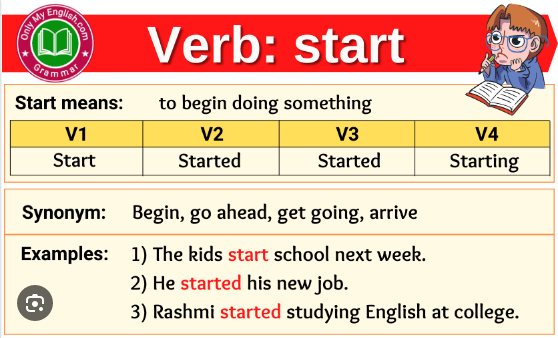 Only My English.com
Grammar
Verb: start
Start means: to begin doing something
V1 V2 V3 V4
Start Started Started Starting
Synonym: Begin, go ahead, get going, arrive
Examples: 1) The kids start school next week.
2) He started his new job.
3) Rashmi started studying English at college.